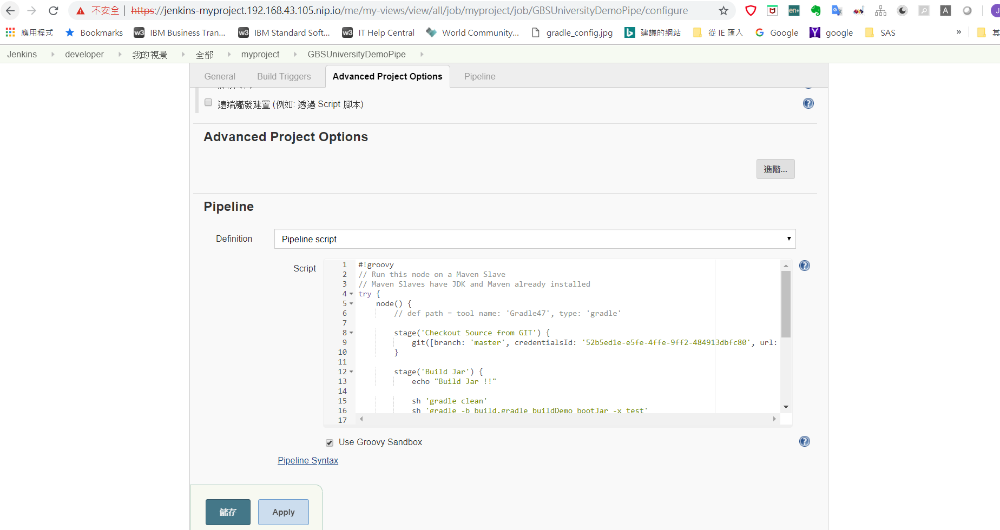 不安全 | https://jenkins-myproject.192.168.43.105.nip.io/me/my-views/view/all/job/myproject/job/GBSUniversityDemoPipe/configure
應用程式 Bookmarks IBM Business Tran... IBM Standard Soft... IT Help Central World Community... gradle_config.jpg 建議的網站 從 IE 匯入 Google google SAS » 其
Jenkins developer 我的視景 全部 myproject GBSUniversityDemoPipe
General Build Triggers Advanced Project Options Pipeline
遠端觸發建置 (例如: 透過 Script 腳本)
Advanced Project Options
進階...
Pipeline
Definition Pipeline script
Script
1 #!groovy
2 // Run this node on a Maven Slave
3 // Maven Slaves have JDK and Maven already installed
4 try {
5 node() {
6 // def path = tool name: 'Gradle47', type: 'gradle'
7
8 stage('Checkout Source from GIT') {
9 git([branch: 'master', credentialsId: '52b5ed1e-e5fe-4ffe-9ff2-484913dbfc80', url:
10 }
11
12 stage('Build Jar') {
13 echo "Build Jar !!"
14
15 sh 'gradle clean'
16 sh 'gradle -b build.gradle buildDemo bootJar -x test'
17
Use Groovy Sandbox
Pipeline Syntax
儲存 Apply